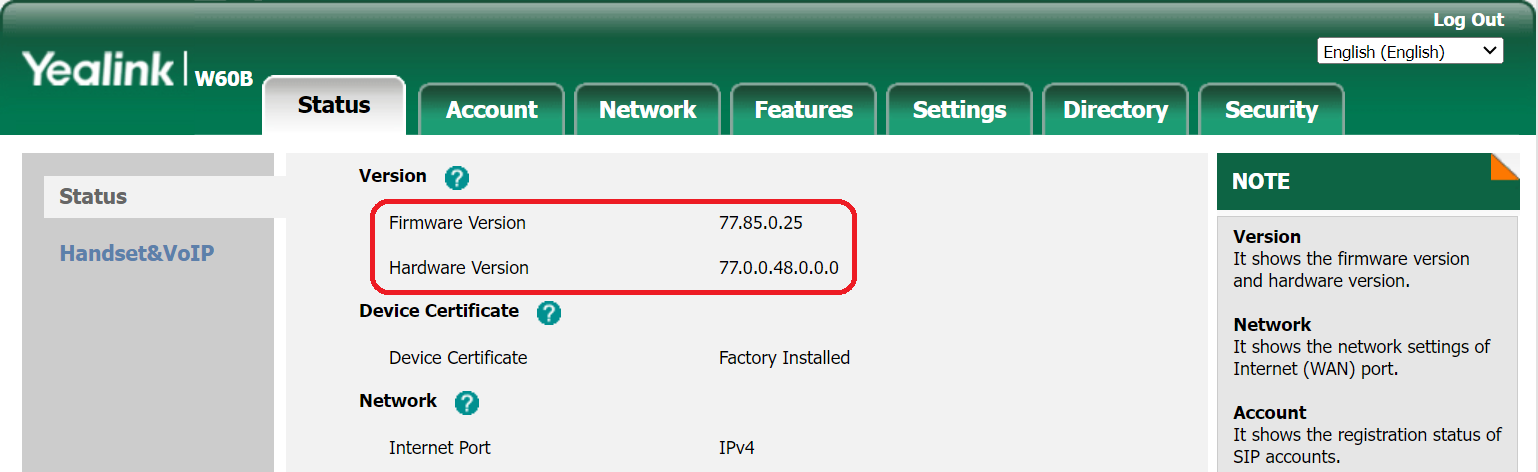 Log Out
English (English)
Yealink W60B
Status Account Network Features Settings Directory Security
Status
Handset&VoIP
Version ?
Firmware Version 77.85.0.25
Hardware Version 77.0.0.48.0.0.0
Device Certificate ?
Device Certificate Factory Installed
Network ?
Internet Port IPv4
NOTE
Version
It shows the firmware version
and hardware version.
Network
It shows the network settings of
Internet (WAN) port.
Account
It shows the registration status of
SIP accounts.